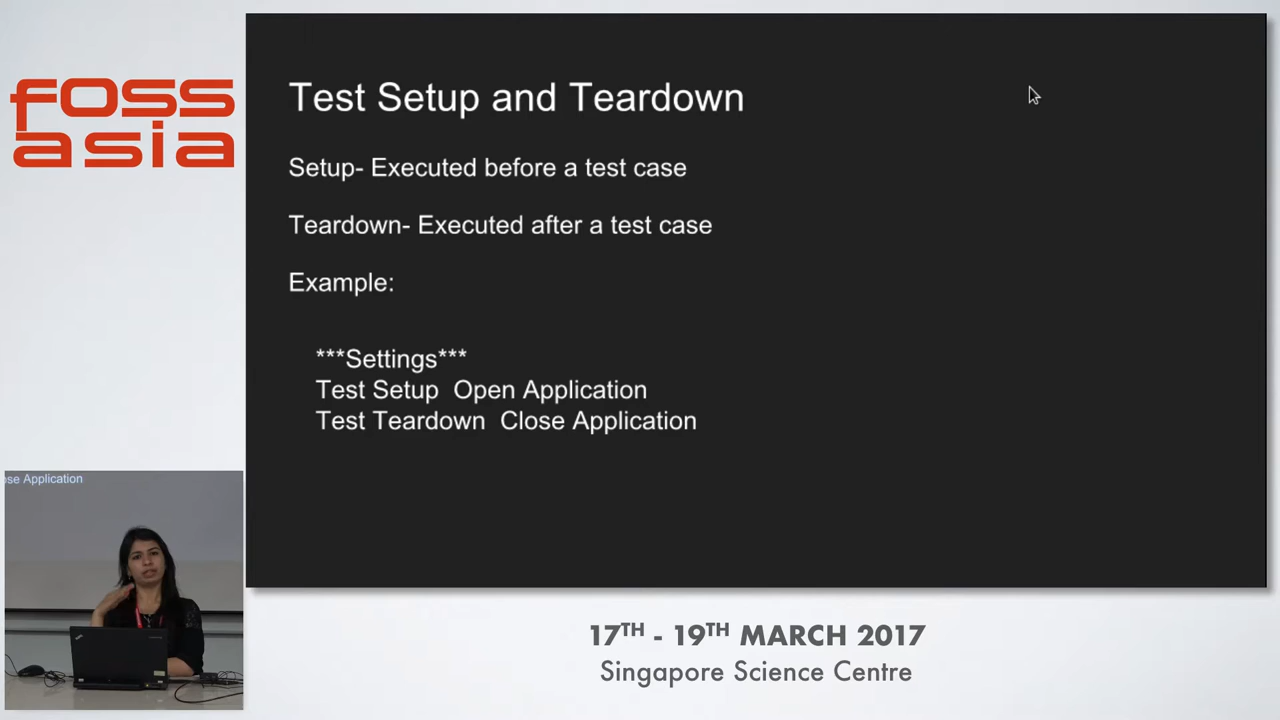 foss
asia
Test Setup and Teardown
Setup- Executed before a test case
Teardown- Executed after a test case
Example:
***Settings***
Test Setup  Open Application
Test Teardown  Close Application
ose Application
17TH - 19TH MARCH 2017
Singapore Science Centre